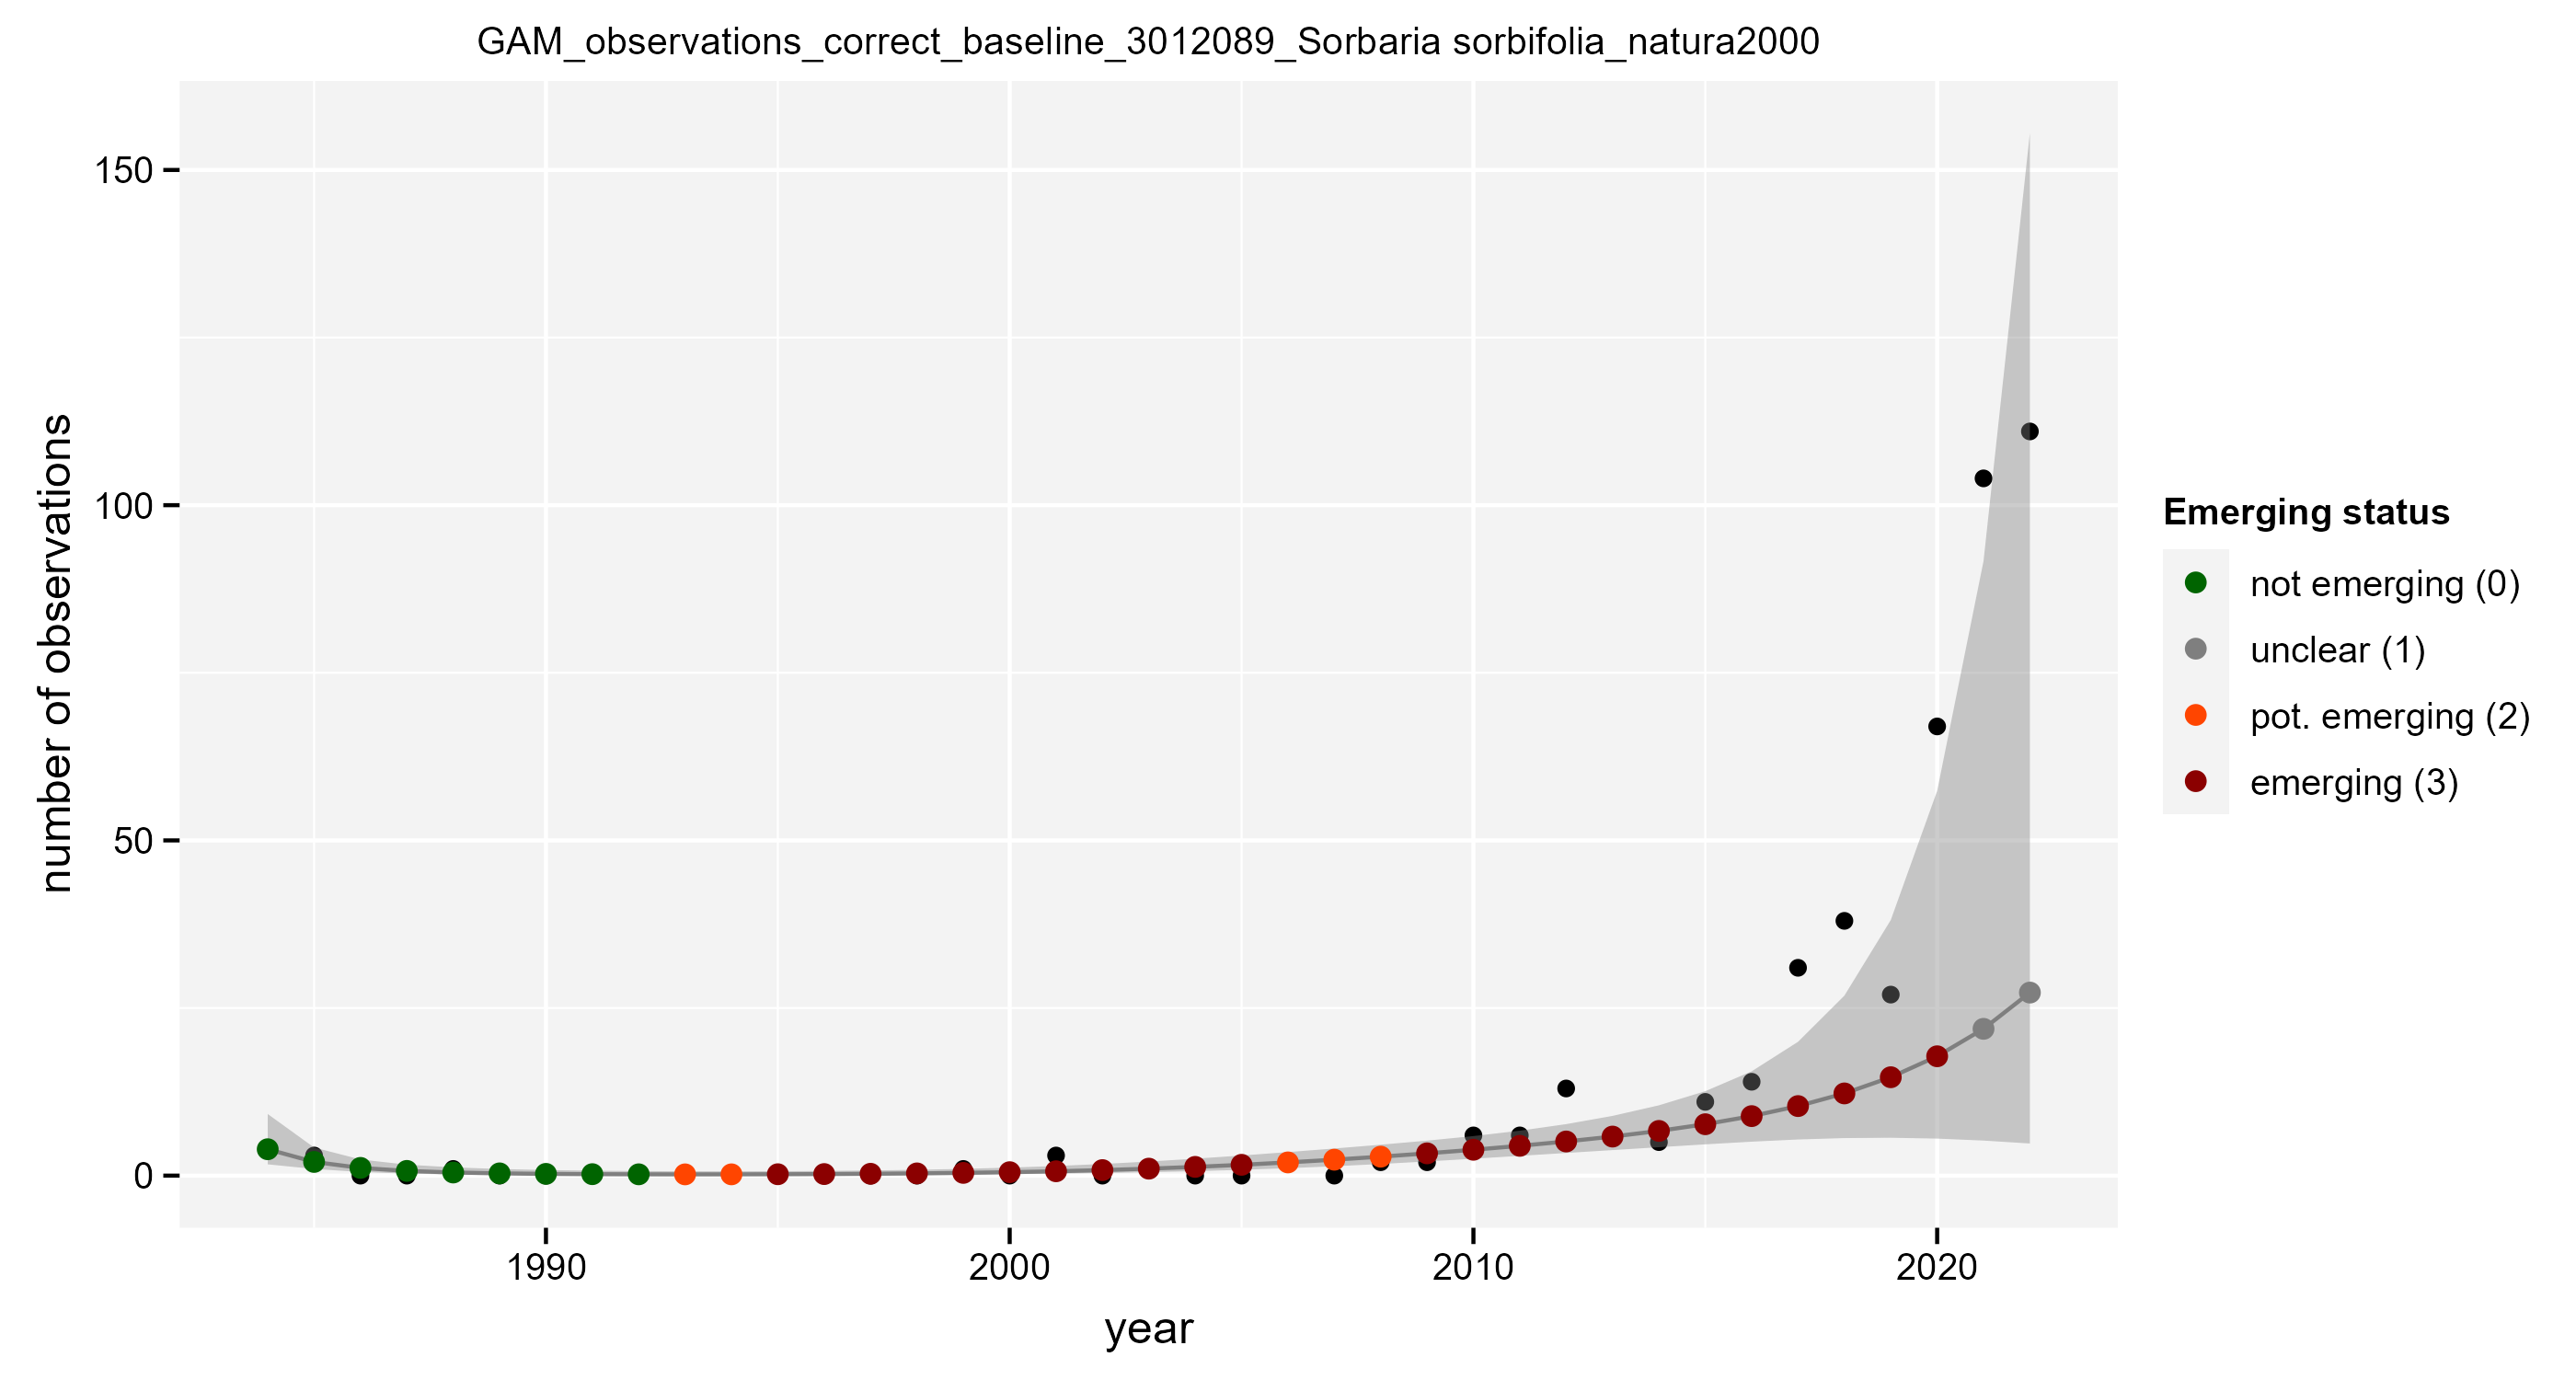 GAM_observations_correct_baseline_3012089_Sorbaria sorbifolia_natura2000
number of observations
150
100
50
0
1990
2000
2010
2020
year
Emerging status
not emerging (0)
unclear (1)
pot. emerging (2)
emerging (3)